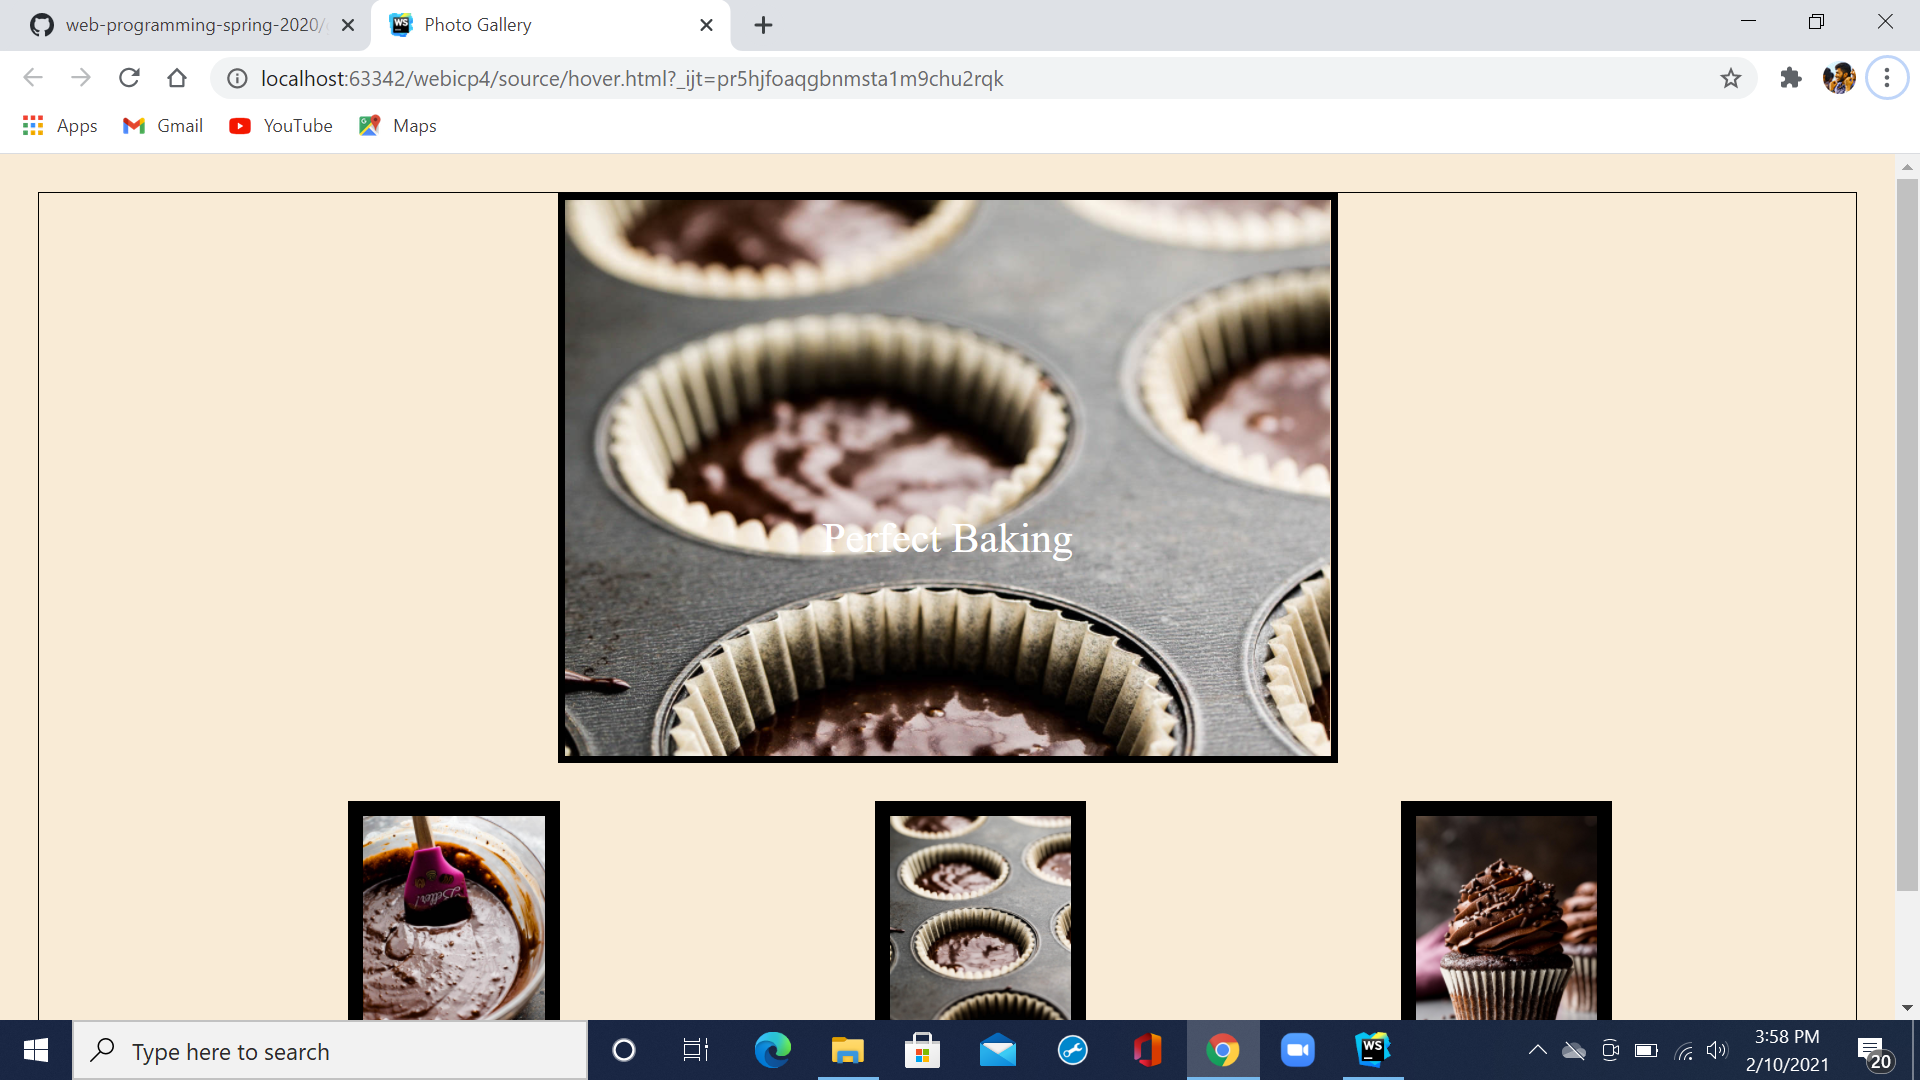 web-programming-spring-2020/
Photo Gallery
localhost:63342/webicp4/source/hover.html?_ijt=pr5hjfoaqgbnmsta1m9chu2rqk
Apps
Gmail
YouTube
Maps
Perfect Baking
Type here to search
WS
3:58 PM
2/10/2021
20